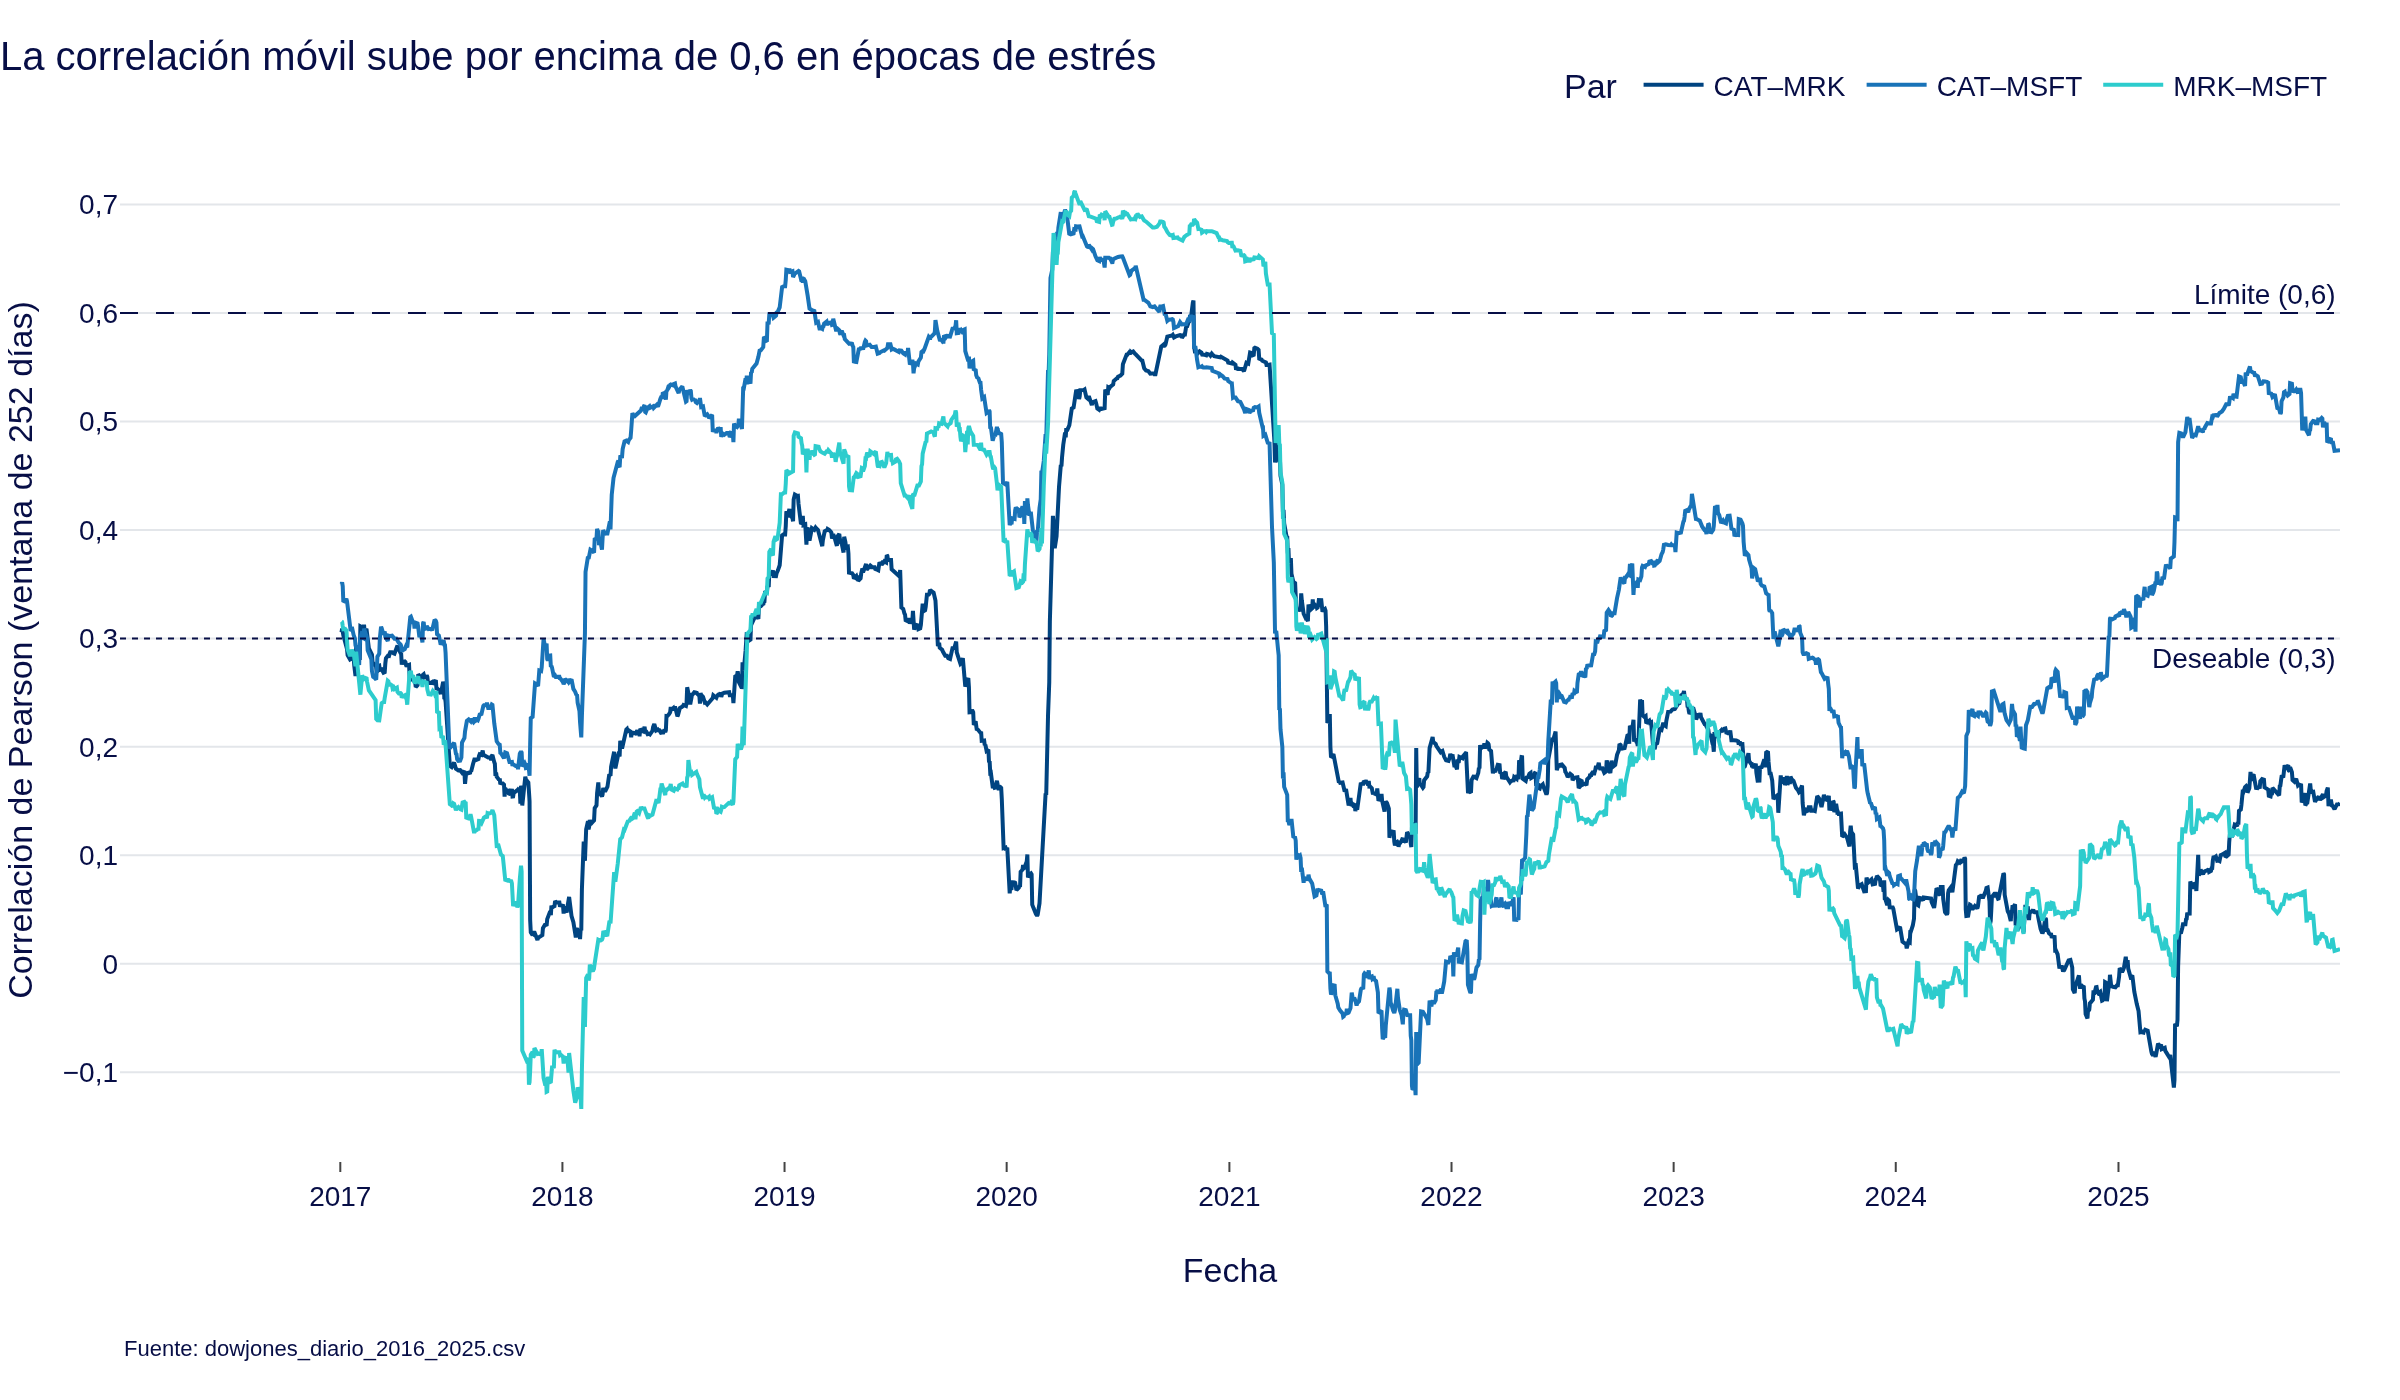 La correlación móvil sube por encima de 0,6 en épocas de estrés
Par CAT–MRK CAT–MSFT MRK–MSFT
Correlación de Pearson (ventana de 252 días)
0,7
0,6
0,5
0,4
0,3
0,2
0,1
0
−0,1
Límite (0,6)
Deseable (0,3)
2017 2018 2019 2020 2021 2022 2023 2024 2025
Fecha
Fuente: dowjones_diario_2016_2025.csv